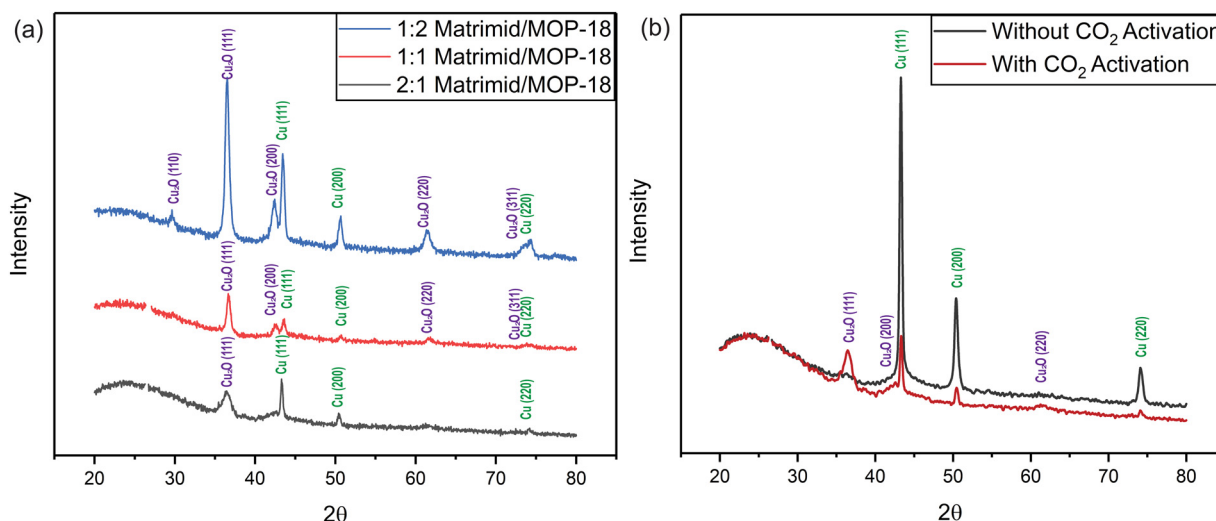 (a)
1:2 Matrimid/MOP-18
1:1 Matrimid/MOP-18
2:1 Matrimid/MOP-18
Cu₂O (110)
Cu₂O (111)
Cu₂O (200)
Cu (111)
Cu (200)
Cu₂O (220)
Cu₂O (311)
Cu (220)
Cu₂O (111)
Cu₂O (200)
Cu (111)
Cu (200)
Cu₂O (220)
Cu₂O (311)
Cu (220)
Cu₂O (111)
Cu (111)
Cu (200)
Cu (220)
Intensity
20 30 40 50 60 70 80
2θ
(b)
Without CO₂ Activation
With CO₂ Activation
Cu₂O (111)
Cu₂O (200)
Cu (111)
Cu (200)
Cu₂O (220)
Cu (220)
Intensity
20 30 40 50 60 70 80
2θ